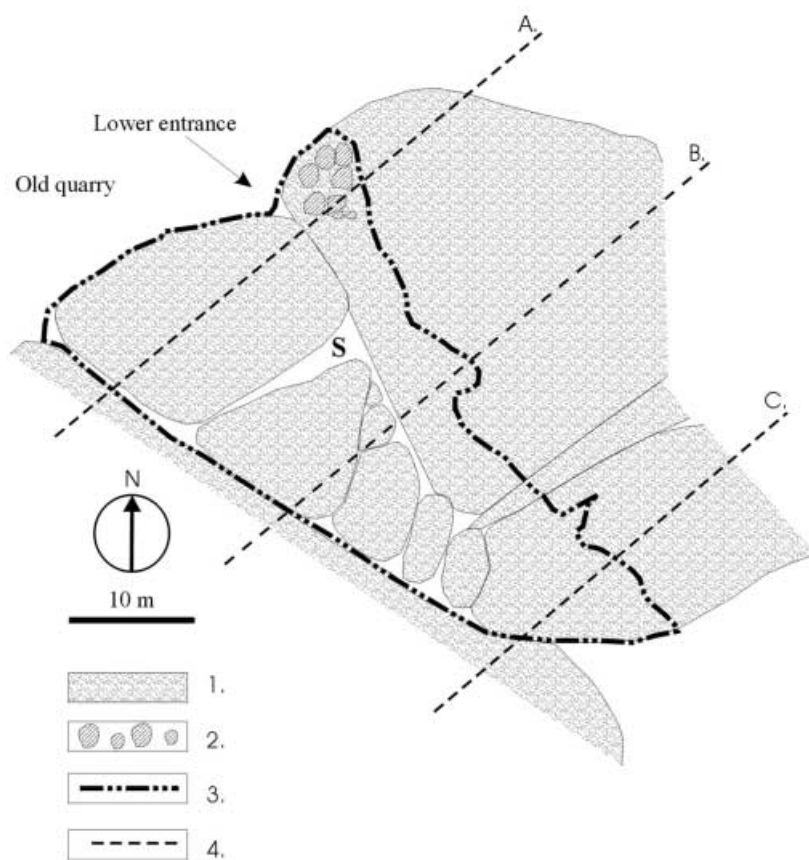 A.
Lower entrance
B.
Old quarry
S
C.
N
10 m
1.
2.
3.
4.